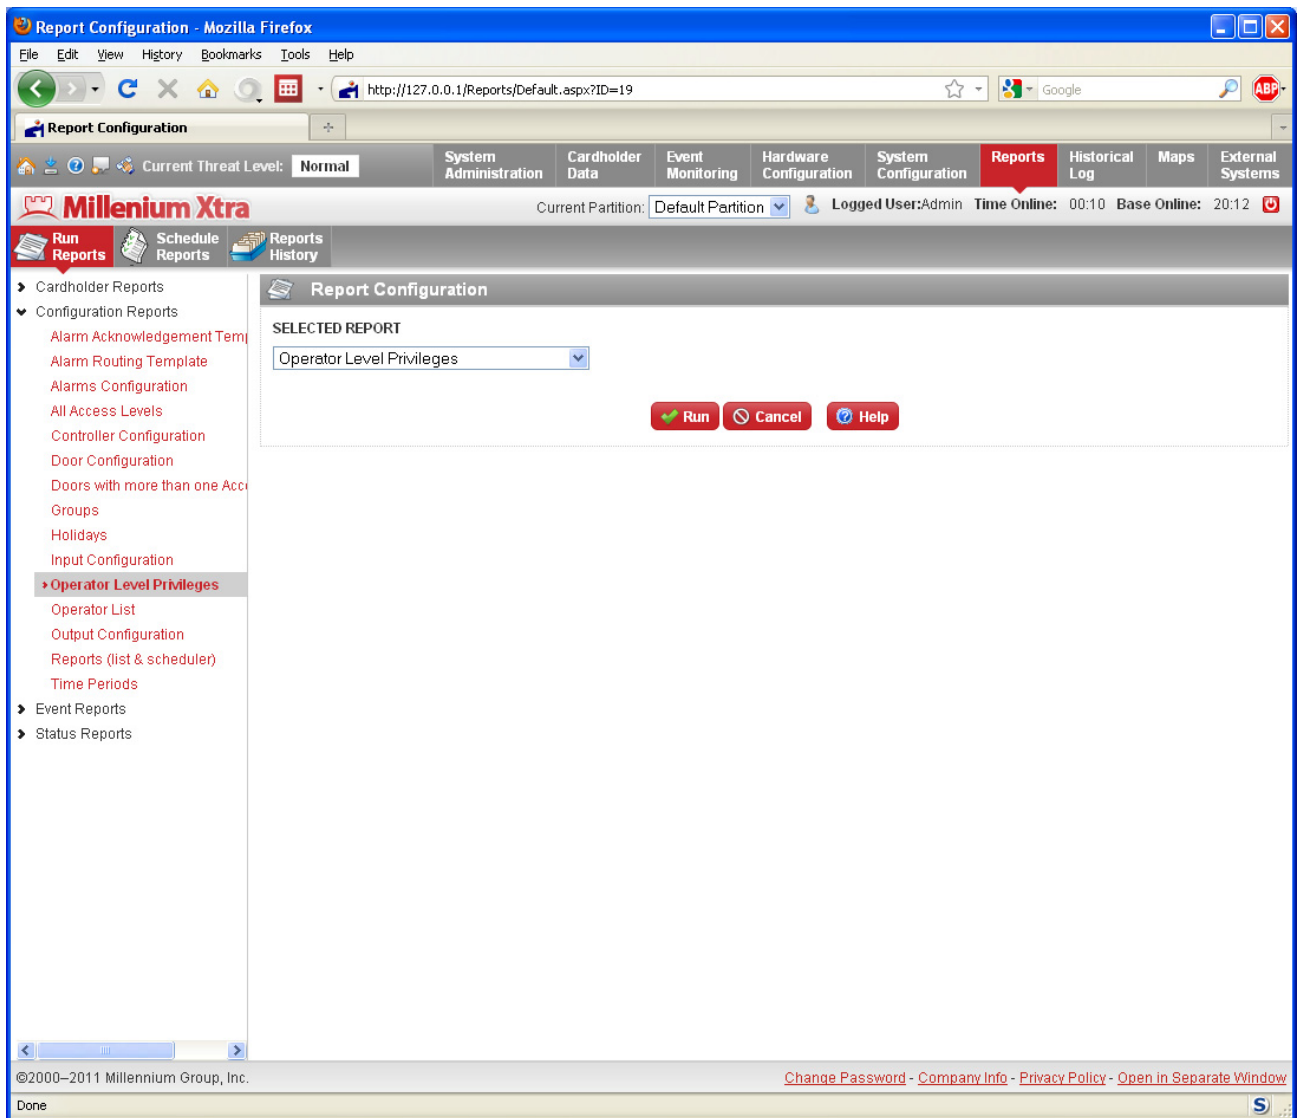 Report Configuration - Mozilla Firefox
File Edit View History Bookmarks Tools Help
http://127.0.0.1/Reports/Default.aspx?ID=19
Google
ABP
Report Configuration
Current Threat Level: Normal
System Administration
Cardholder Data
Event Monitoring
Hardware Configuration
System Configuration
Reports
Historical Log
Maps
External Systems
Millenium Xtra
Current Partition: Default Partition Logged User:Admin Time Online: 00:10 Base Online: 20:12
Run Reports
Schedule Reports
Reports History
Cardholder Reports
Configuration Reports
Alarm Acknowledgement Temp
Alarm Routing Template
Alarms Configuration
All Access Levels
Controller Configuration
Door Configuration
Doors with more than one Acc
Groups
Holidays
Input Configuration
Operator Level Privileges
Operator List
Output Configuration
Reports (list & scheduler)
Time Periods
Event Reports
Status Reports
Report Configuration
SELECTED REPORT
Operator Level Privileges
Run Cancel Help
©2000–2011 Millennium Group, Inc.
Change Password - Company Info - Privacy Policy - Open in Separate Window
Done
S